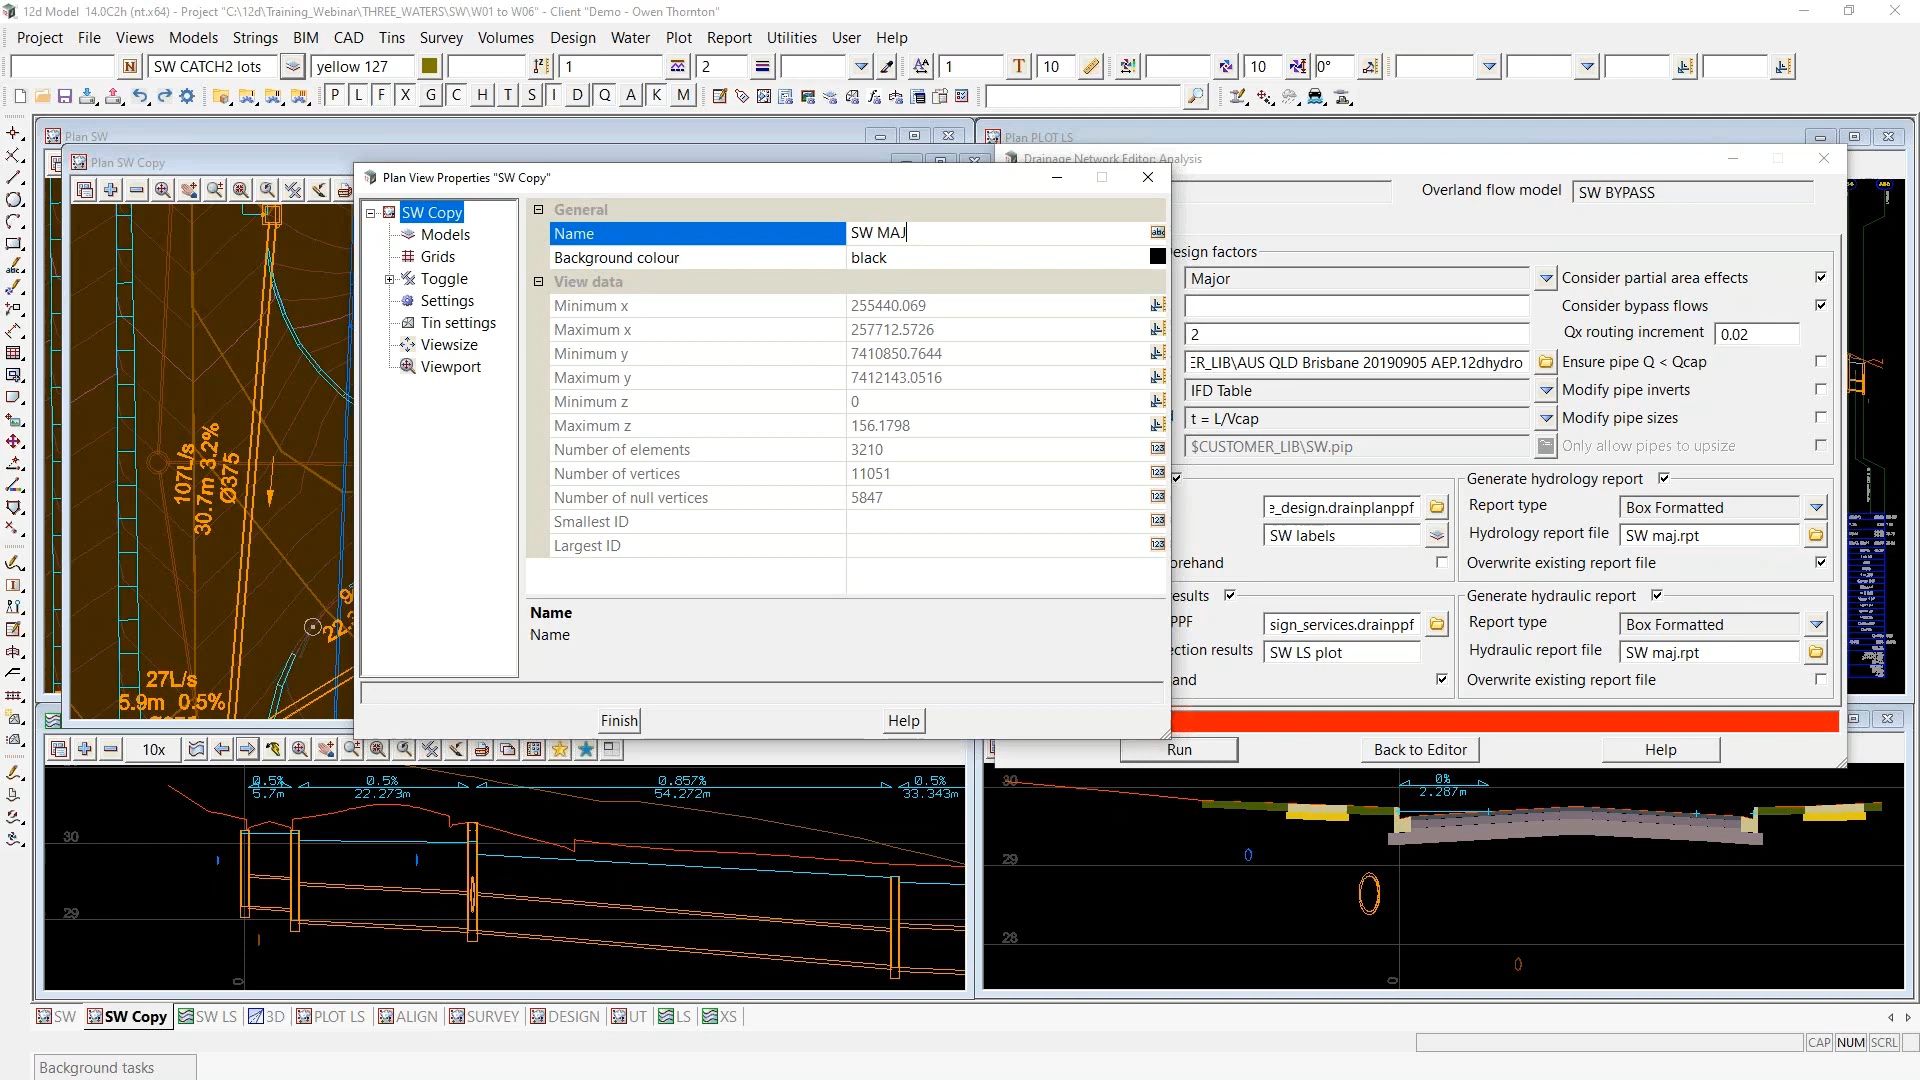 12d Model 14.0C2h (nt.x64) - Project "C:\12d\Training_Webinar\THREE_WATERS\SW\W01 to W06" - Client "Demo - Owen Thornton"
Project File Views Models Strings BIM CAD Tins Survey Volumes Design Water Plot Report Utilities User Help
N SW CATCH2 lots yellow 127 1 2 1 T 10 10 0°
P L F X G C H T S I D Q A K M
Plan SW
Plan PLOT LS
Plan SW Copy
Drainage Network Editor: Analysis
Plan View Properties "SW Copy"
Overland flow model SW BYPASS
SW Copy
Models
Grids
Toggle
Settings
Tin settings
Viewsize
Viewport
General
Name SW MAJ
Background colour black
View data
Minimum x 255440.069
Maximum x 257712.5726
Minimum y 7410850.7644
Maximum y 7412143.0516
Minimum z 0
Maximum z 156.1798
Number of elements 3210
Number of vertices 11051
Number of null vertices 5847
Smallest ID
Largest ID
Name
Name
Finish Help
esign factors
Major Consider partial area effects
Consider bypass flows
2 Qx routing increment 0.02
ER_LIB\AUS QLD Brisbane 20190905 AEP.12dhydro Ensure pipe Q < Qcap
IFD Table Modify pipe inverts
t = L/Vcap Modify pipe sizes
$CUSTOMER_LIB\SW.pip Only allow pipes to upsize
Generate hydrology report
e_design.drainplanppf Report type Box Formatted
SW labels Hydrology report file SW maj.rpt
orehand Overwrite existing report file
esults Generate hydraulic report
PPF sign_services.drainppf Report type Box Formatted
ection results SW LS plot Hydraulic report file SW maj.rpt
and Overwrite existing report file
Run Back to Editor Help
107L/s
30.7m 3.2%
Ø375
27L/s
5.9m 0.5%
10x
0.5% 0.5% 0.857% 0.5%
5.7m 22.273m 54.272m 33.343m
30
29
0
30
0%
2.287m
29
28
0
SW SW Copy SW LS 3D PLOT LS ALIGN SURVEY DESIGN UT LS XS
CAP NUM SCRL
Background tasks